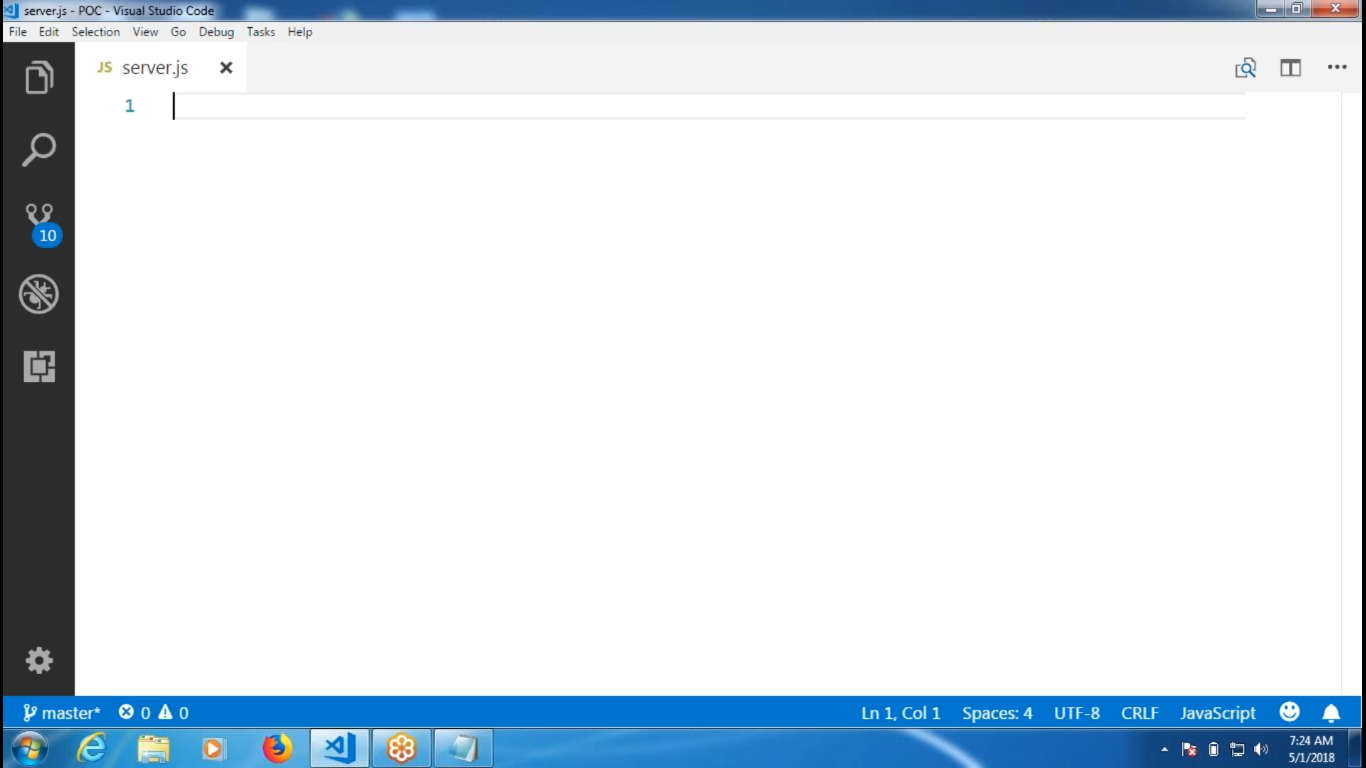 server.js - POC - Visual Studio Code
File Edit Selection View Go Debug Tasks Help
JS server.js
1
10
master* 0 0 Ln 1, Col 1 Spaces: 4 UTF-8 CRLF JavaScript
7:24 AM
5/1/2018